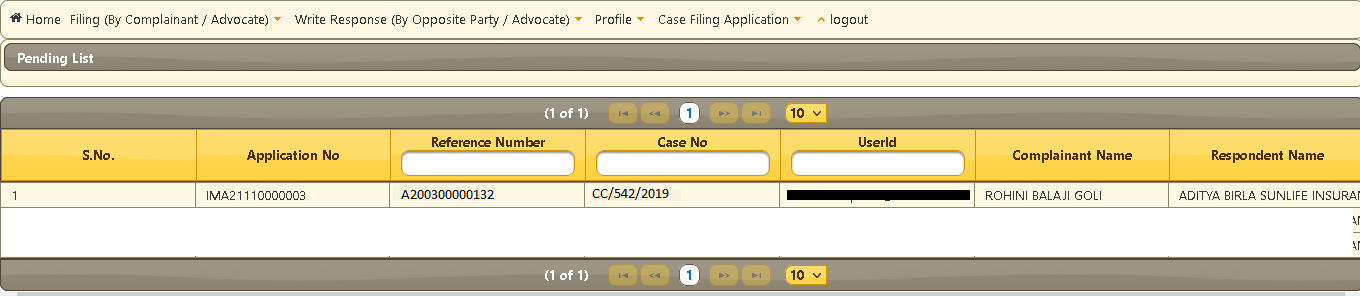 Home Filing (By Complainant / Advocate) Write Response (By Opposite Party / Advocate) Profile Case Filing Application logout
Pending List
(1 of 1) 1 10
S.No. Application No Reference Number Case No UserId Complainant Name Respondent Name
1 IMA21110000003 A200300000132 CC/542/2019 ROHINI BALAJI GOLI ADITYA BIRLA SUNLIFE INSURAN
(1 of 1) 1 10